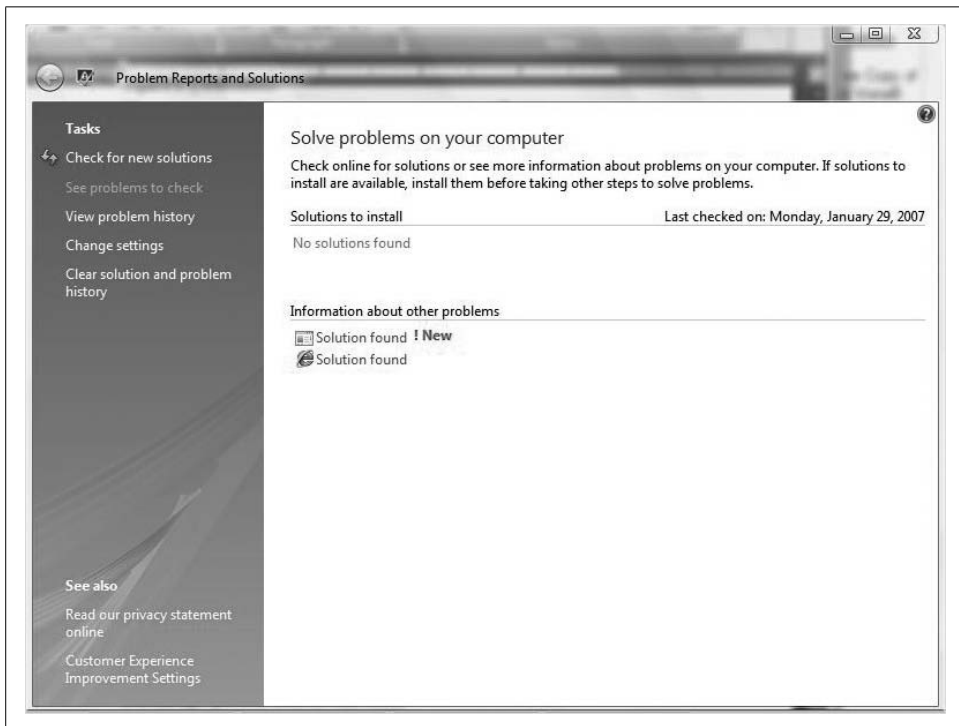 Problem Reports and Solutions
Tasks
Check for new solutions
See problems to check
View problem history
Change settings
Clear solution and problem
history
See also
Read our privacy statement
online
Customer Experience
Improvement Settings
Solve problems on your computer
Check online for solutions or see more information about problems on your computer. If solutions to
install are available, install them before taking other steps to solve problems.
Solutions to install Last checked on: Monday, January 29, 2007
No solutions found
Information about other problems
Solution found ! New
Solution found